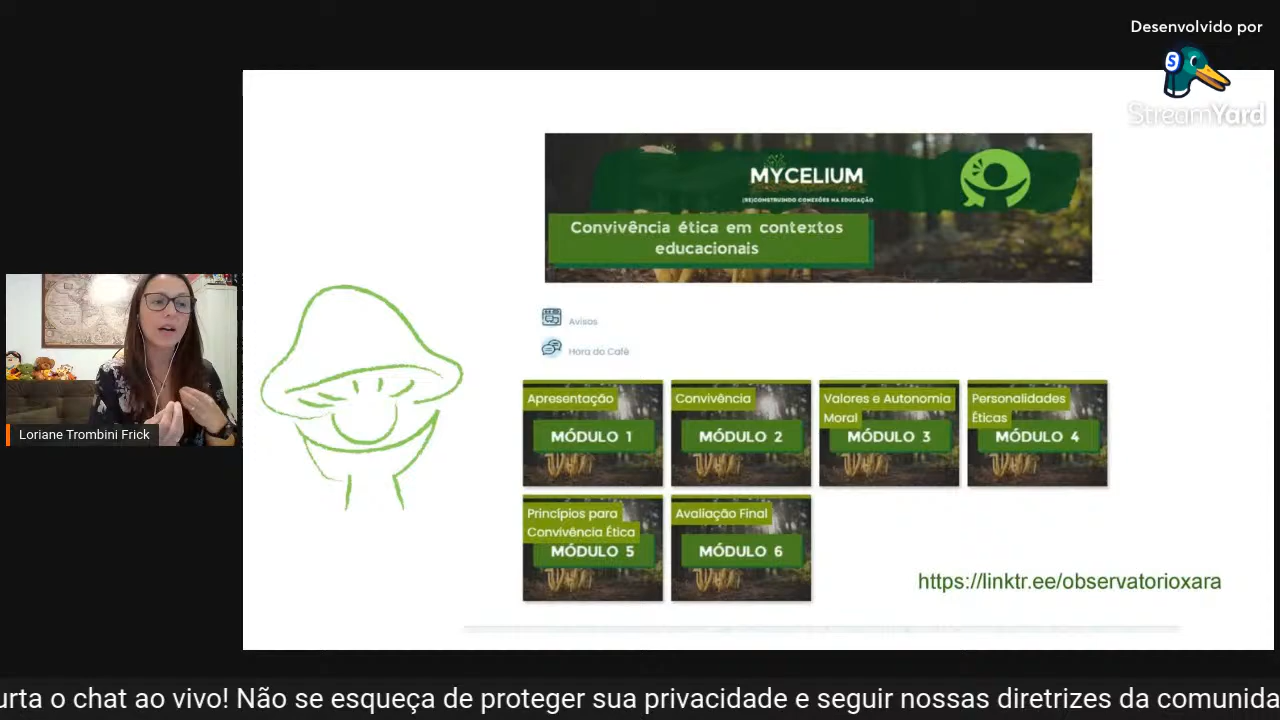 Desenvolvido por
S
StreamYard
MYCELIUM
(RE)CONSTRUINDO CONEXÕES NA EDUCAÇÃO
Convivência ética em contextos
educacionais
Avisos
Hora do Café
Apresentação
MÓDULO 1
Convivência
MÓDULO 2
Valores e Autonomia
Moral
MÓDULO 3
Personalidades
Éticas
MÓDULO 4
Princípios para
Convivência Ética
MÓDULO 5
Avaliação Final
MÓDULO 6
https://linktr.ee/observatorioxara
Loriane Trombini Frick
urta o chat ao vivo! Não se esqueça de proteger sua privacidade e seguir nossas diretrizes da comunida